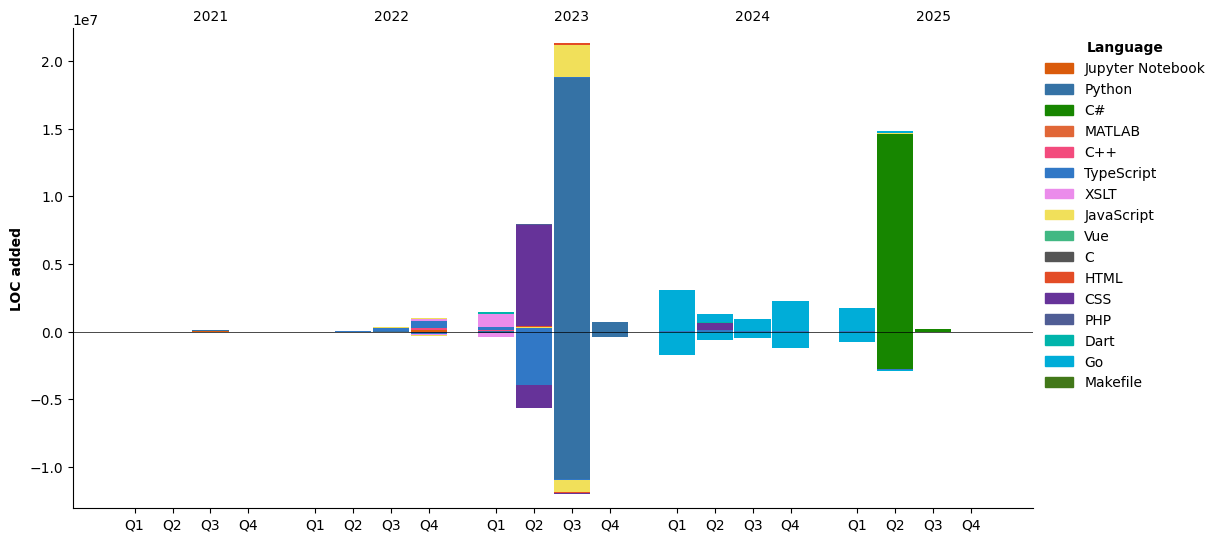 1e7
2021 2022 2023 2024 2025
Language
Jupyter Notebook
Python
C#
MATLAB
C++
TypeScript
XSLT
JavaScript
Vue
C
HTML
CSS
PHP
Dart
Go
Makefile
LOC added
2.0
1.5
1.0
0.5
0.0
−0.5
−1.0
Q1 Q2 Q3 Q4 Q1 Q2 Q3 Q4 Q1 Q2 Q3 Q4 Q1 Q2 Q3 Q4 Q1 Q2 Q3 Q4